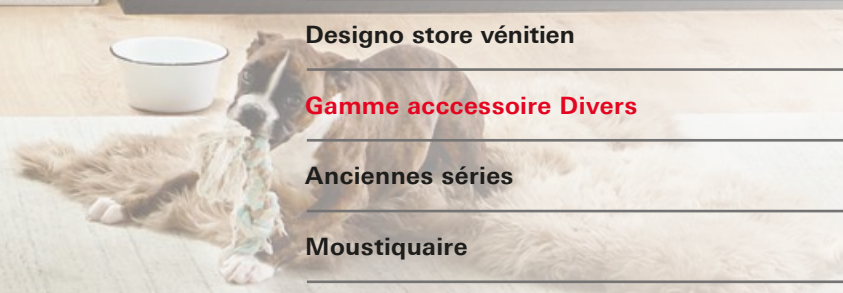 Designo store vénitien
Gamme acccessoire Divers
Anciennes séries
Moustiquaire